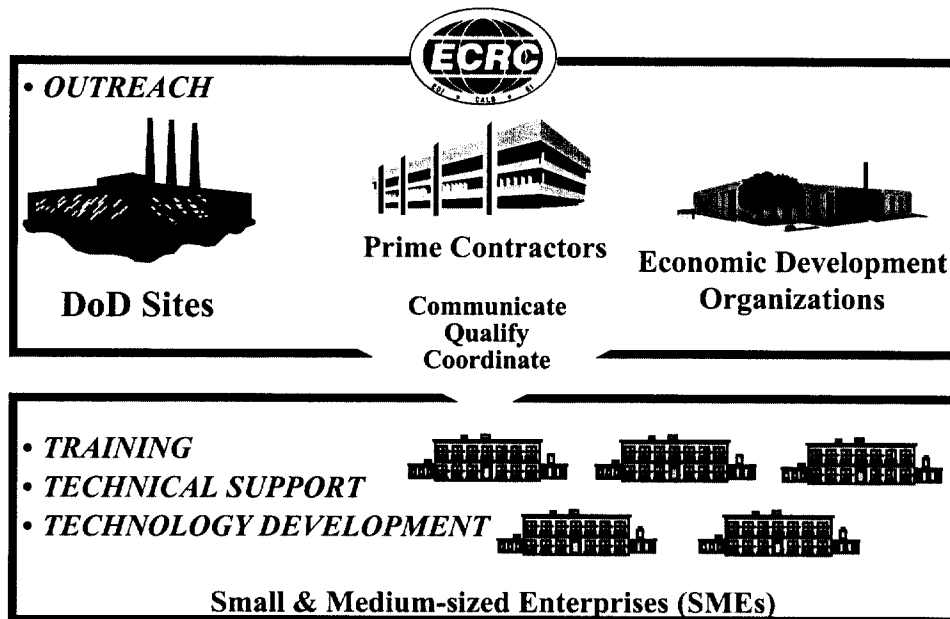 ECRC
EDI • CALS • EI
• OUTREACH
Prime Contractors
Economic Development
Organizations
DoD Sites
Communicate
Qualify
Coordinate
• TRAINING
• TECHNICAL SUPPORT
• TECHNOLOGY DEVELOPMENT
Small & Medium-sized Enterprises (SMEs)